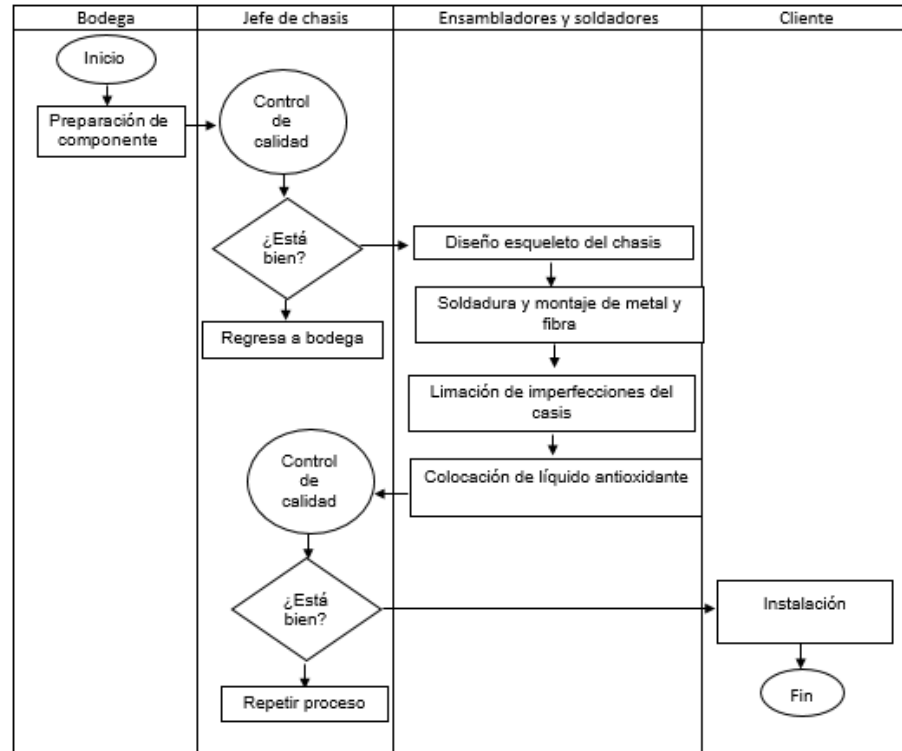 Bodega
Jefe de chasis
Ensambladores y soldadores
Cliente
Inicio
Preparación de
componente
Control
de
calidad
¿Está
bien?
Regresa a bodega
Diseño esqueleto del chasis
Soldadura y montaje de metal y
fibra
Limación de imperfecciones del
casis
Colocación de líquido antioxidante
Control
de
calidad
¿Está
bien?
Repetir proceso
Instalación
Fin